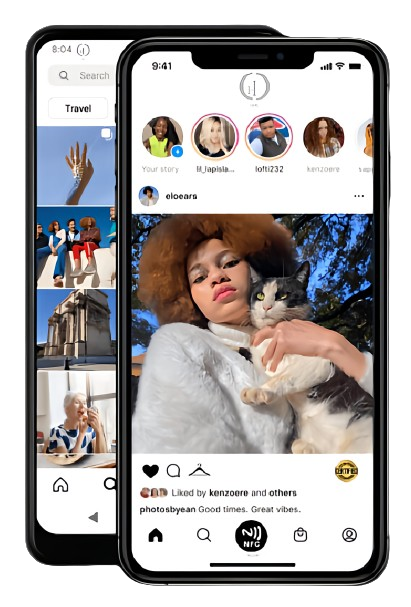 8:04
Search
Travel
9:41
Your story
lil_lapisla...
lofti232
kenzoere
eloears
...
CERTIFIED
Liked by kenzoere and others
photosbyean Good times. Great vibes.
NFC